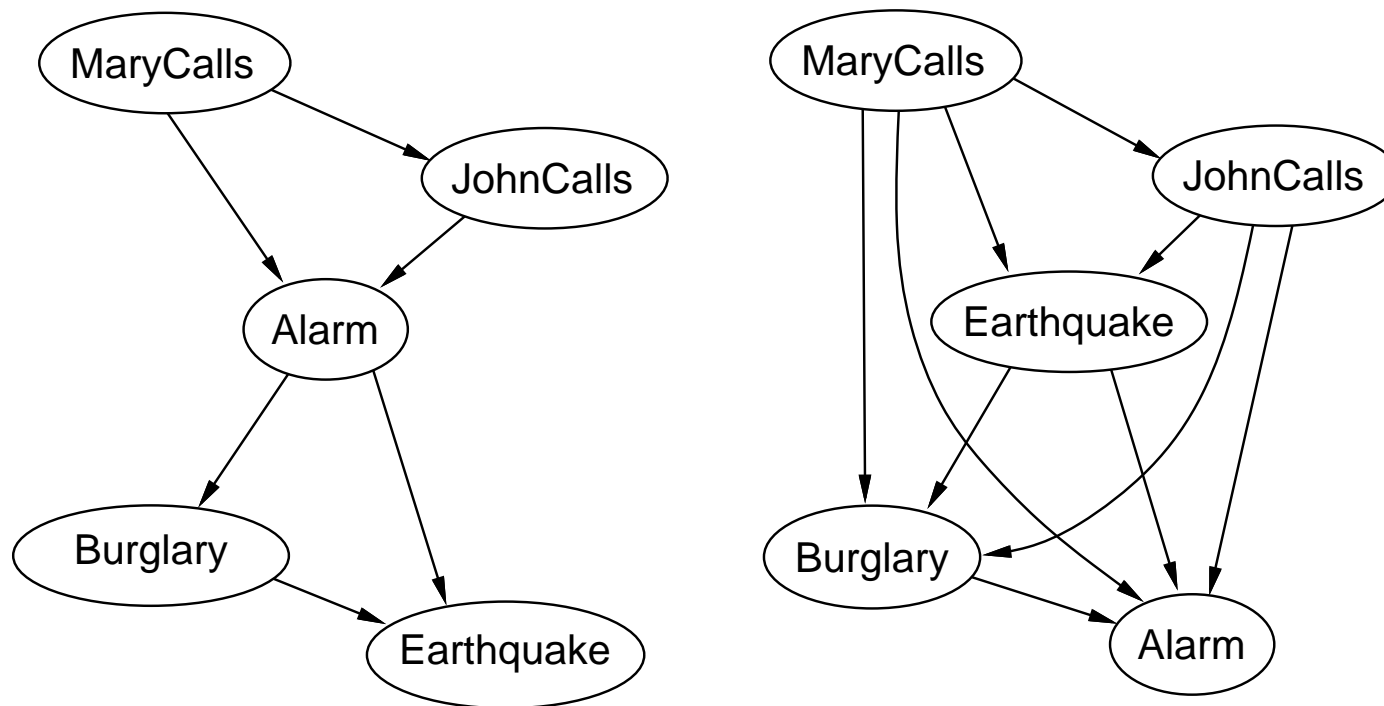 MaryCalls
JohnCalls
Alarm
Burglary
Earthquake
MaryCalls
JohnCalls
Earthquake
Burglary
Alarm